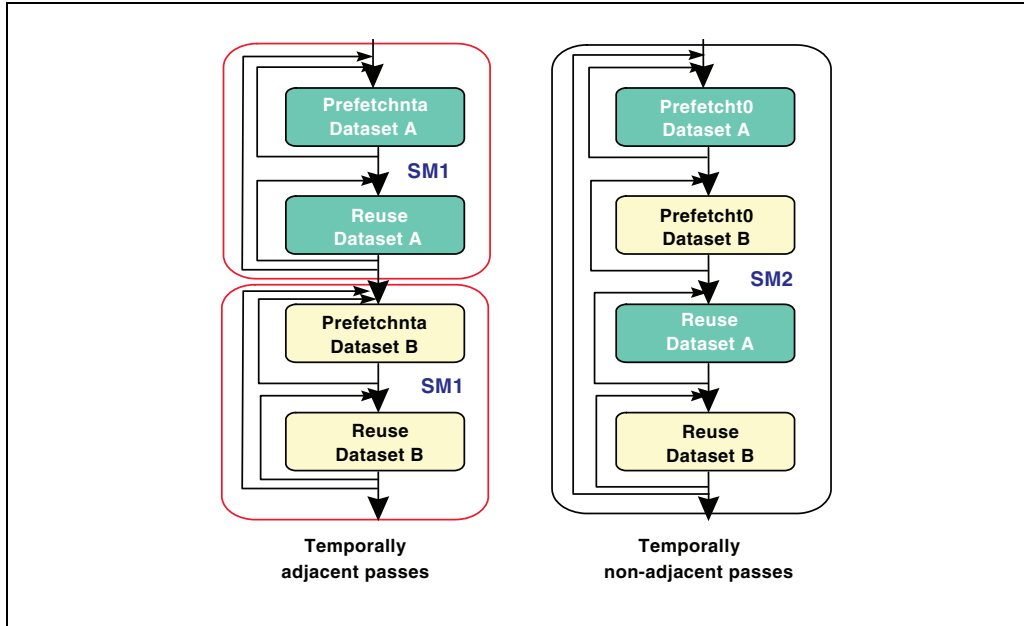 Prefetchnta
Dataset A
SM1
Reuse
Dataset A
Prefetchnta
Dataset B
SM1
Reuse
Dataset B
Temporally
adjacent passes
Prefetcht0
Dataset A
Prefetcht0
Dataset B
SM2
Reuse
Dataset A
Reuse
Dataset B
Temporally
non-adjacent passes